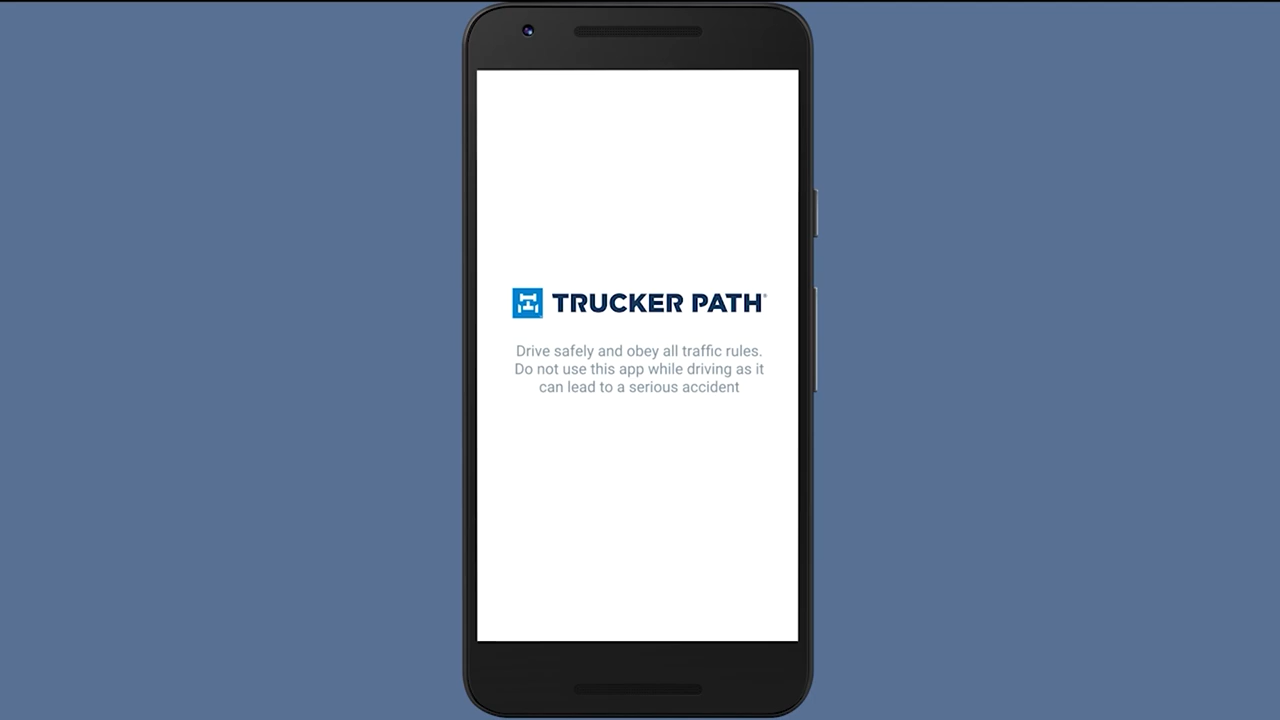 TRUCKER PATH®
Drive safely and obey all traffic rules.
Do not use this app while driving as it
can lead to a serious accident